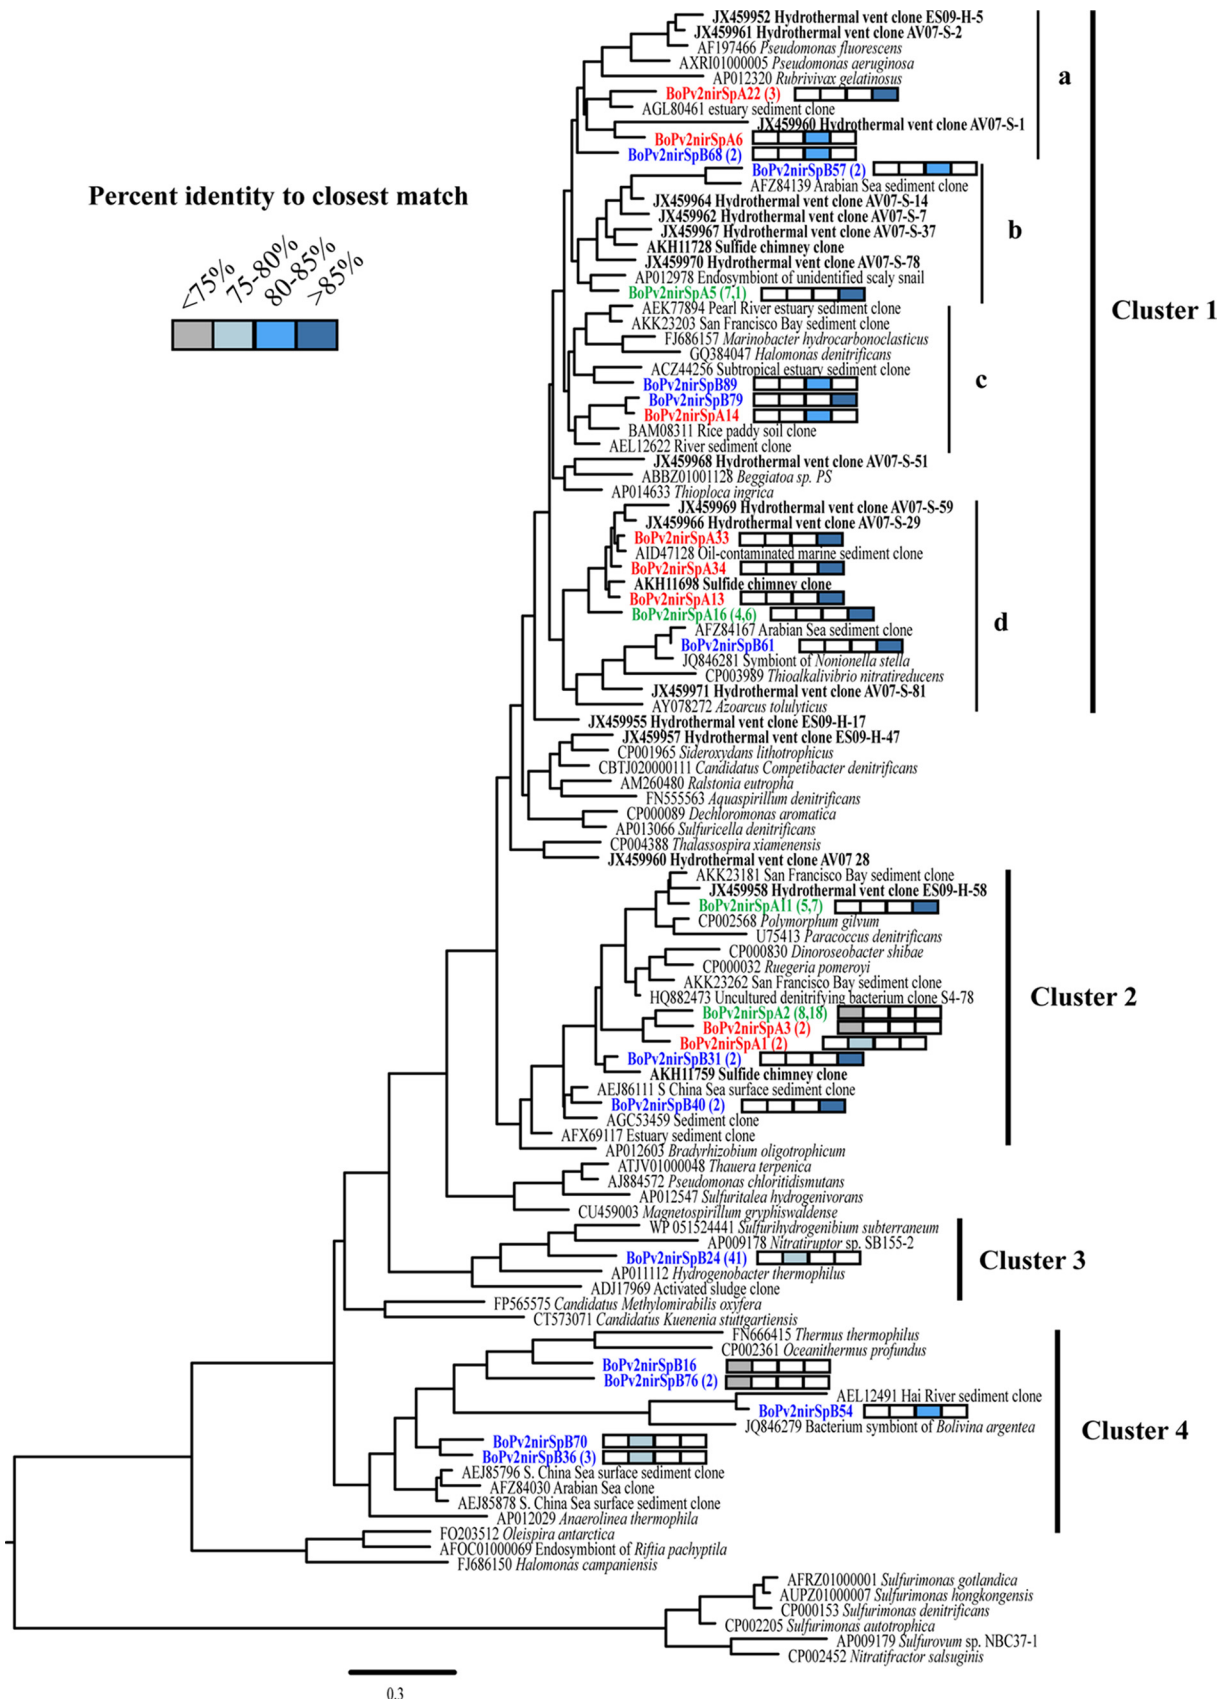 JX459952 Hydrothermal vent clone ES09-H-5
JX459961 Hydrothermal vent clone AV07-S-2
AF197466 Pseudomonas fluorescens
AXRI01000005 Pseudomonas aeruginosa
AP012320 Rubrivivax gelatinosus
a
BoPv2nirSpA22 (3)
AGL80461 estuary sediment clone
JX459960 Hydrothermal vent clone AV07-S-1
BoPv2nirSpA6
BoPv2nirSpB68 (2)
BoPv2nirSpB57 (2)
AFZ84139 Arabian Sea sediment clone
Percent identity to closest match
JX459964 Hydrothermal vent clone AV07-S-14
JX459962 Hydrothermal vent clone AV07-S-7
JX459967 Hydrothermal vent clone AV07-S-37
b
AKH11728 Sulfide chimney clone
JX459970 Hydrothermal vent clone AV07-S-78
AP012978 Endosymbiont of unidentified scaly snail
<75% 75-80% 80-85% >85%
BoPv2nirSpA5 (7,1)
AEK77894 Pearl River estuary sediment clone
Cluster 1
AKK23203 San Francisco Bay sediment clone
FJ686157 Marinobacter hydrocarbonoclasticus
GQ384047 Halomonas denitrificans
ACZ44256 Subtropical estuary sediment clone
c
BoPv2nirSpB89
BoPv2nirSpB79
BoPv2nirSpA14
BAM08311 Rice paddy soil clone
AEL12622 River sediment clone
JX459968 Hydrothermal vent clone AV07-S-51
ABBZ01001128 Beggiatoa sp. PS
AP014633 Thioploca ingrica
JX459969 Hydrothermal vent clone AV07-S-59
JX459966 Hydrothermal vent clone AV07-S-29
BoPv2nirSpA33
AID47128 Oil-contaminated marine sediment clone
BoPv2nirSpA34
AKH11698 Sulfide chimney clone
BoPv2nirSpA13
BoPv2nirSpA16 (4,6)
d
AFZ84167 Arabian Sea sediment clone
BoPv2nirSpB61
JQ846281 Symbiont of Nonionella stella
CP003989 Thioalkalivibrio nitratireducens
JX459971 Hydrothermal vent clone AV07-S-81
AY078272 Azoarcus tolulyticus
JX459955 Hydrothermal vent clone ES09-H-17
JX459957 Hydrothermal vent clone ES09-H-47
CP001965 Sideroxydans lithotrophicus
CBTJ020000111 Candidatus Competibacter denitrificans
AM260480 Ralstonia eutropha
FN555563 Aquaspirillum denitrificans
CP000089 Dechloromonas aromatica
AP013066 Sulfuricella denitrificans
CP004388 Thalassospira xiamenensis
JX459960 Hydrothermal vent clone AV07 28
AKK23181 San Francisco Bay sediment clone
JX459958 Hydrothermal vent clone ES09-H-58
BoPv2nirSpA11 (5,7)
CP002568 Polymorphum gilvum
U75413 Paracoccus denitrificans
CP000830 Dinoroseobacter shibae
CP000032 Ruegeria pomeroyi
AKK23262 San Francisco Bay sediment clone
HQ882473 Uncultured denitrifying bacterium clone S4-78
Cluster 2
BoPv2nirSpA2 (8,18)
BoPv2nirSpA3 (2)
BoPv2nirSpA1 (2)
BoPv2nirSpB31 (2)
AKH11759 Sulfide chimney clone
AEJ86111 S China Sea surface sediment clone
BoPv2nirSpB40 (2)
AGC53459 Sediment clone
AFX69117 Estuary sediment clone
AP012603 Bradyrhizobium oligotrophicum
ATJV01000048 Thauera terpenica
AJ884572 Pseudomonas chloritidismutans
AP012547 Sulfuritalea hydrogenivorans
CU459003 Magnetospirillum gryphiswaldense
WP 051524441 Sulfurihydrogenibium subterraneum
AP009178 Nitratiruptor sp. SB155-2
BoPv2nirSpB24 (41)
Cluster 3
AP011112 Hydrogenobacter thermophilus
ADJ17969 Activated sludge clone
FP565575 Candidatus Methylomirabilis oxyfera
CT573071 Candidatus Kuenenia stuttgartiensis
FN666415 Thermus thermophilus
CP002361 Oceanithermus profundus
BoPv2nirSpB16
BoPv2nirSpB76 (2)
AEL12491 Hai River sediment clone
BoPv2nirSpB54
JQ846279 Bacterium symbiont of Bolivina argentea
Cluster 4
BoPv2nirSpB70
BoPv2nirSpB36 (3)
AEJ85796 S. China Sea surface sediment clone
AFZ84030 Arabian Sea clone
AEJ85878 S. China Sea surface sediment clone
AP012029 Anaerolinea thermophila
FO203512 Oleispira antarctica
AFOC01000069 Endosymbiont of Riftia pachyptila
FJ686150 Halomonas campaniensis
AFRZ01000001 Sulfurimonas gotlandica
AUPZ01000007 Sulfurimonas hongkongensis
CP000153 Sulfurimonas denitrificans
CP002205 Sulfurimonas autotrophica
AP009179 Sulfurovum sp. NBC37-1
CP002452 Nitratifractor salsuginis
0.3